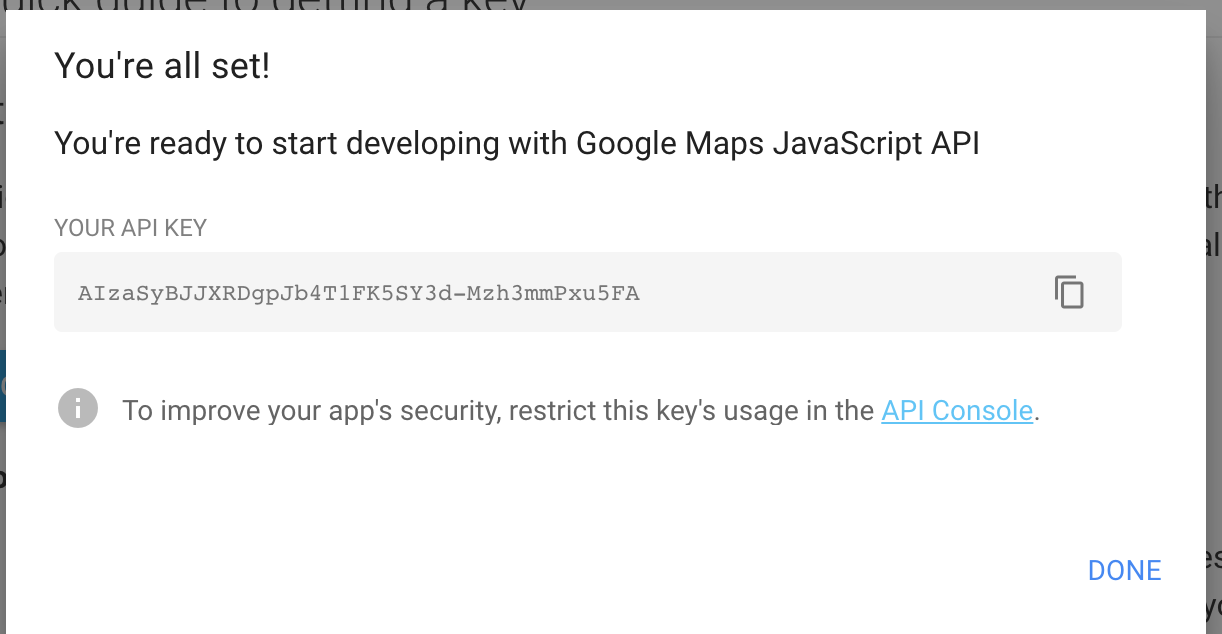 quick guide to getting a key
You're all set!
You're ready to start developing with Google Maps JavaScript API
YOUR API KEY
AIzaSyBJJXRDgpJb4T1FK5SY3d-Mzh3mmPxu5FA
To improve your app's security, restrict this key's usage in the API Console.
DONE